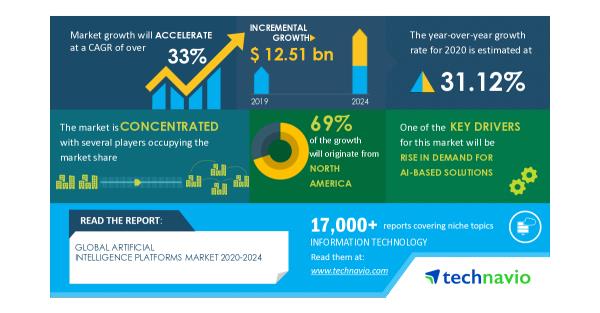 Market growth will ACCELERATE
at a CAGR of over
33%
INCREMENTAL
GROWTH
$ 12.51 bn
2019
2024
The year-over-year growth
rate for 2020 is estimated at
31.12%
The market is CONCENTRATED
with several players occupying the
market share
69%
of the growth
will originate from
NORTH
AMERICA
One of the KEY DRIVERS
for this market will be
RISE IN DEMAND FOR
AI-BASED SOLUTIONS
READ THE REPORT:
GLOBAL ARTIFICIAL
INTELLIGENCE PLATFORMS MARKET 2020-2024
17,000+ reports covering niche topics
INFORMATION TECHNOLOGY
Read them at:
www.technavio.com
technavio